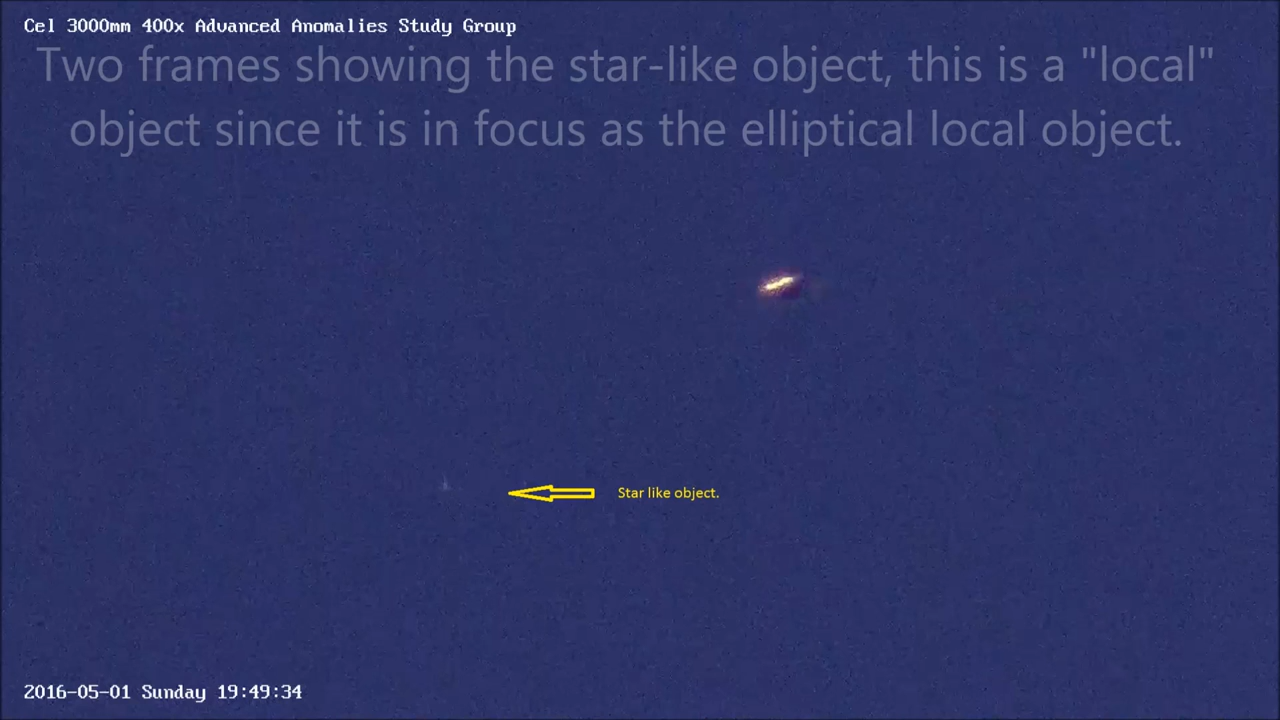 Cel 3000mm 400x Advanced Anomalies Study Group
Two frames showing the star-like object, this is a "local"
object since it is in focus as the elliptical local object.
Star like object.
2016-05-01 Sunday 19:49:34